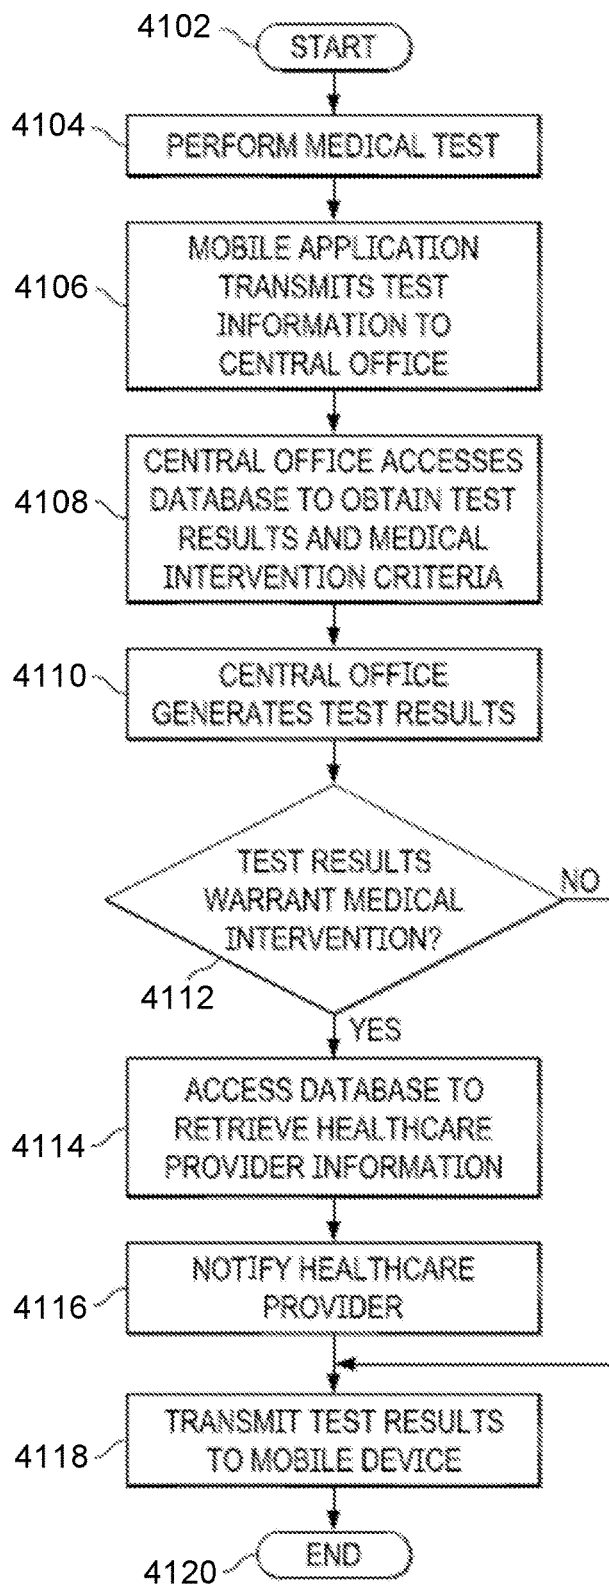 4102
START
4104
PERFORM MEDICAL TEST
4106
MOBILE APPLICATION
TRANSMITS TEST
INFORMATION TO
CENTRAL OFFICE
4108
CENTRAL OFFICE ACCESSES
DATABASE TO OBTAIN TEST
RESULTS AND MEDICAL
INTERVENTION CRITERIA
4110
CENTRAL OFFICE
GENERATES TEST RESULTS
TEST RESULTS
WARRANT MEDICAL
INTERVENTION?
NO
4112
YES
4114
ACCESS DATABASE TO
RETRIEVE HEALTHCARE
PROVIDER INFORMATION
4116
NOTIFY HEALTHCARE
PROVIDER
4118
TRANSMIT TEST RESULTS
TO MOBILE DEVICE
4120
END